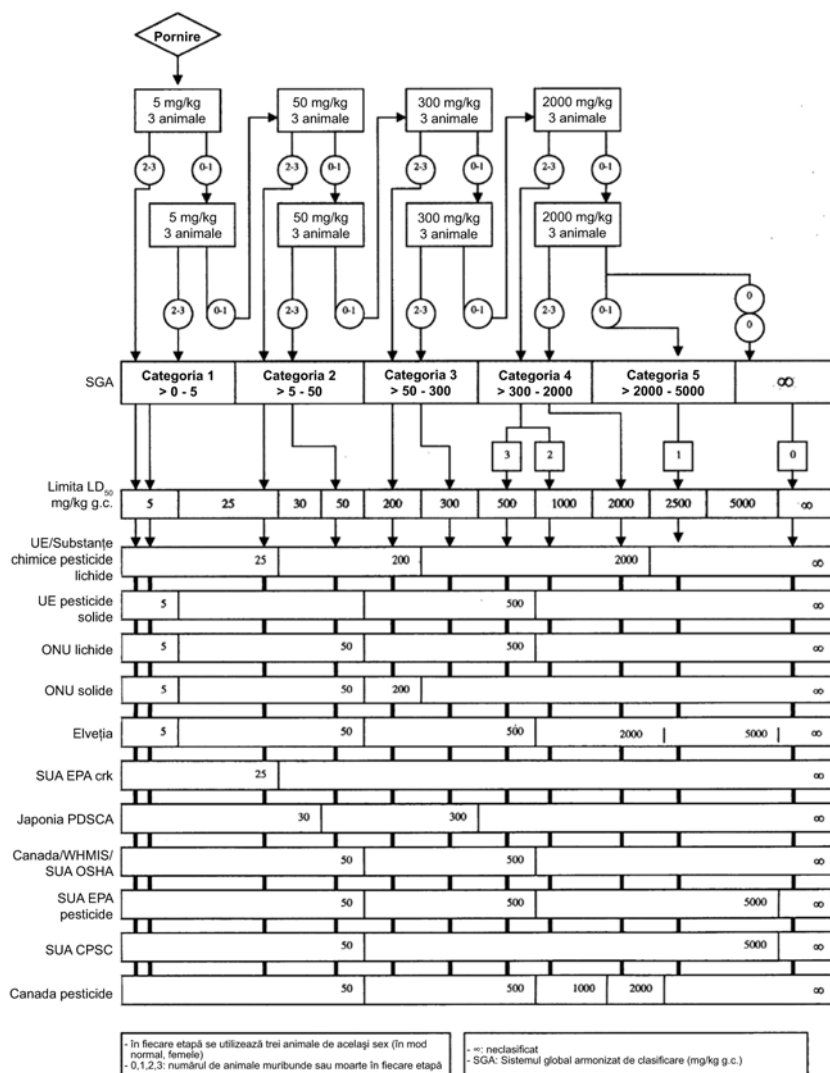 Pornire
5 mg/kg
3 animale
50 mg/kg
3 animale
300 mg/kg
3 animale
2000 mg/kg
3 animale
2-3 0-1 2-3 0-1 2-3 0-1 2-3 0-1
5 mg/kg
3 animale
50 mg/kg
3 animale
300 mg/kg
3 animale
2000 mg/kg
3 animale
2-3 0-1 2-3 0-1 2-3 0-1 2-3 0-1 0
0
SGA
Categoria 1
> 0 - 5
Categoria 2
> 5 - 50
Categoria 3
> 50 - 300
Categoria 4
> 300 - 2000
Categoria 5
> 2000 - 5000
∞
3 2 1 0
Limita LD50
mg/kg g.c.
5 25 30 50 200 300 500 1000 2000 2500 5000 ∞
UE/Substanțe
chimice pesticide
lichide
25 200 2000 ∞
UE pesticide
solide
5 500 ∞
ONU lichide
5 50 500 ∞
ONU solide
5 50 200 ∞
Elveția
5 50 500 2000 5000 ∞
SUA EPA crk
25 ∞
Japonia PDSCA
30 300 ∞
Canada/WHMIS/
SUA OSHA
50 500 ∞
SUA EPA
pesticide
50 500 5000 ∞
SUA CPSC
50 5000 ∞
Canada pesticide
50 500 1000 2000 ∞
- în fiecare etapă se utilizează trei animale de același sex (în mod
normal, femele)
- 0,1,2,3: numărul de animale muribunde sau moarte în fiecare etapă
- ∞: neclasificat
- SGA: Sistemul global armonizat de clasificare (mg/kg g.c.)